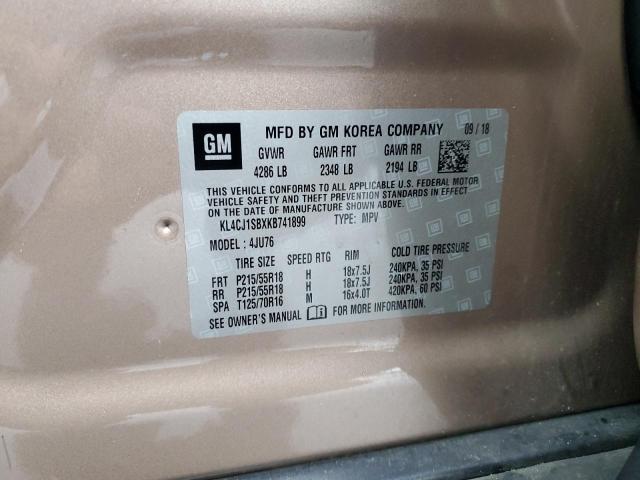 GM
MFD BY GM KOREA COMPANY 09 / 18
GVWR GAWR FRT GAWR RR
4286 LB 2348 LB 2194 LB
THIS VEHICLE CONFORMS TO ALL APPLICABLE U.S. FEDERAL MOTOR
VEHICLE SAFETY, BUMPER, AND THEFT PREVENTION STANDARDS IN EFFECT
ON THE DATE OF MANUFACTURE SHOWN ABOVE.
KL4CJ1SBXKB741899 TYPE: MPV
MODEL : 4JU76
TIRE SIZE SPEED RTG RIM COLD TIRE PRESSURE
FRT P215/55R18 H 18x7.5J 240KPA, 35 PSI
RR P215/55R18 H 18x7.5J 240KPA, 35 PSI
SPA T125/70R16 M 16x4.0T 420KPA, 60 PSI
SEE OWNER'S MANUAL FOR MORE INFORMATION